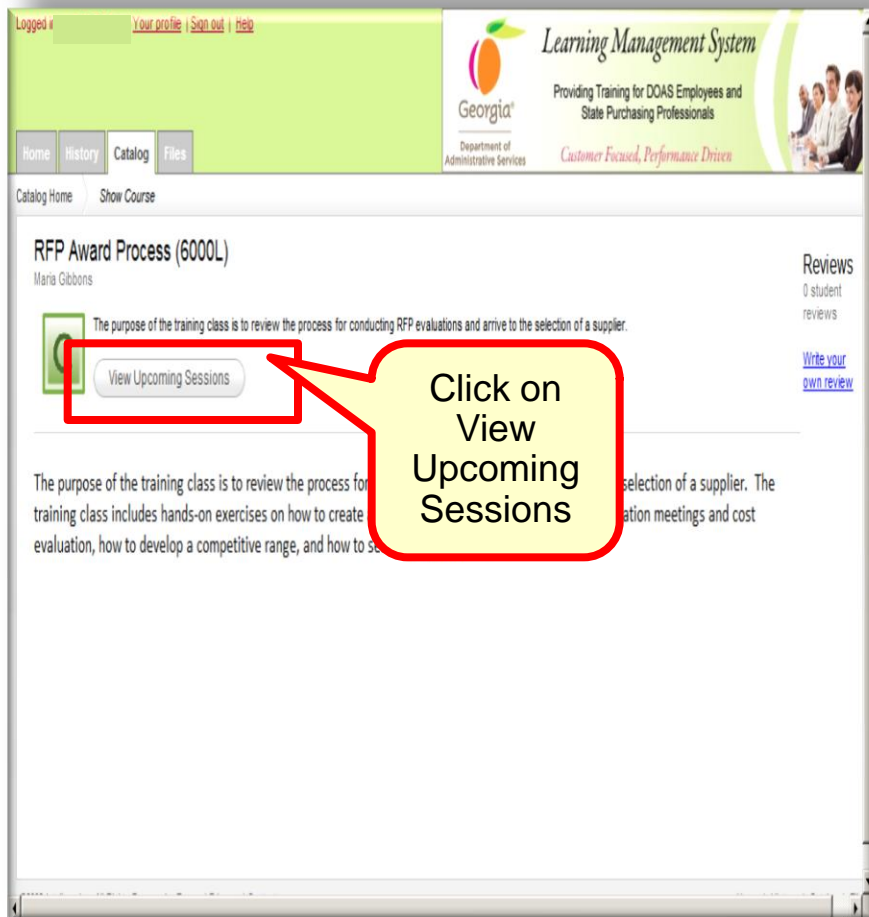 Logged i Your profile | Sign out | Help
Learning Management System
Providing Training for DOAS Employees and
State Purchasing Professionals
Georgia®
Department of
Administrative Services
Customer Focused, Performance Driven
Home History Catalog Files
Catalog Home Show Course
RFP Award Process (6000L)
Maria Gibbons
Reviews
0 student
reviews
Write your
own review
The purpose of the training class is to review the process for conducting RFP evaluations and arrive to the selection of a supplier.
View Upcoming Sessions
Click on
View
Upcoming
Sessions
The purpose of the training class is to review the process for selection of a supplier. The
training class includes hands-on exercises on how to create ation meetings and cost
evaluation, how to develop a competitive range, and how to se